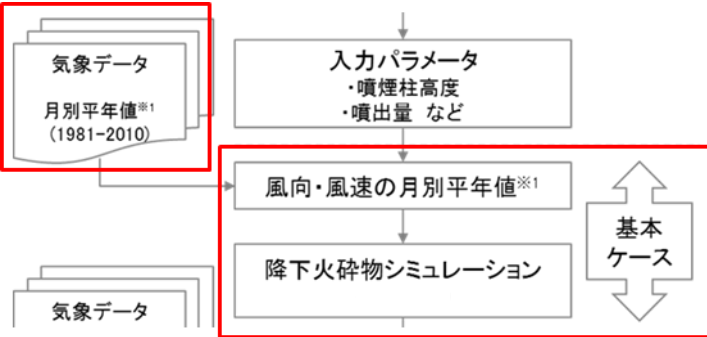 気象データ
月別平年値※1
(1981-2010)
入力パラメータ
・噴煙柱高度
・噴出量 など
風向・風速の月別平年値※1
降下火砕物シミュレーション
基本
ケース
気象データ